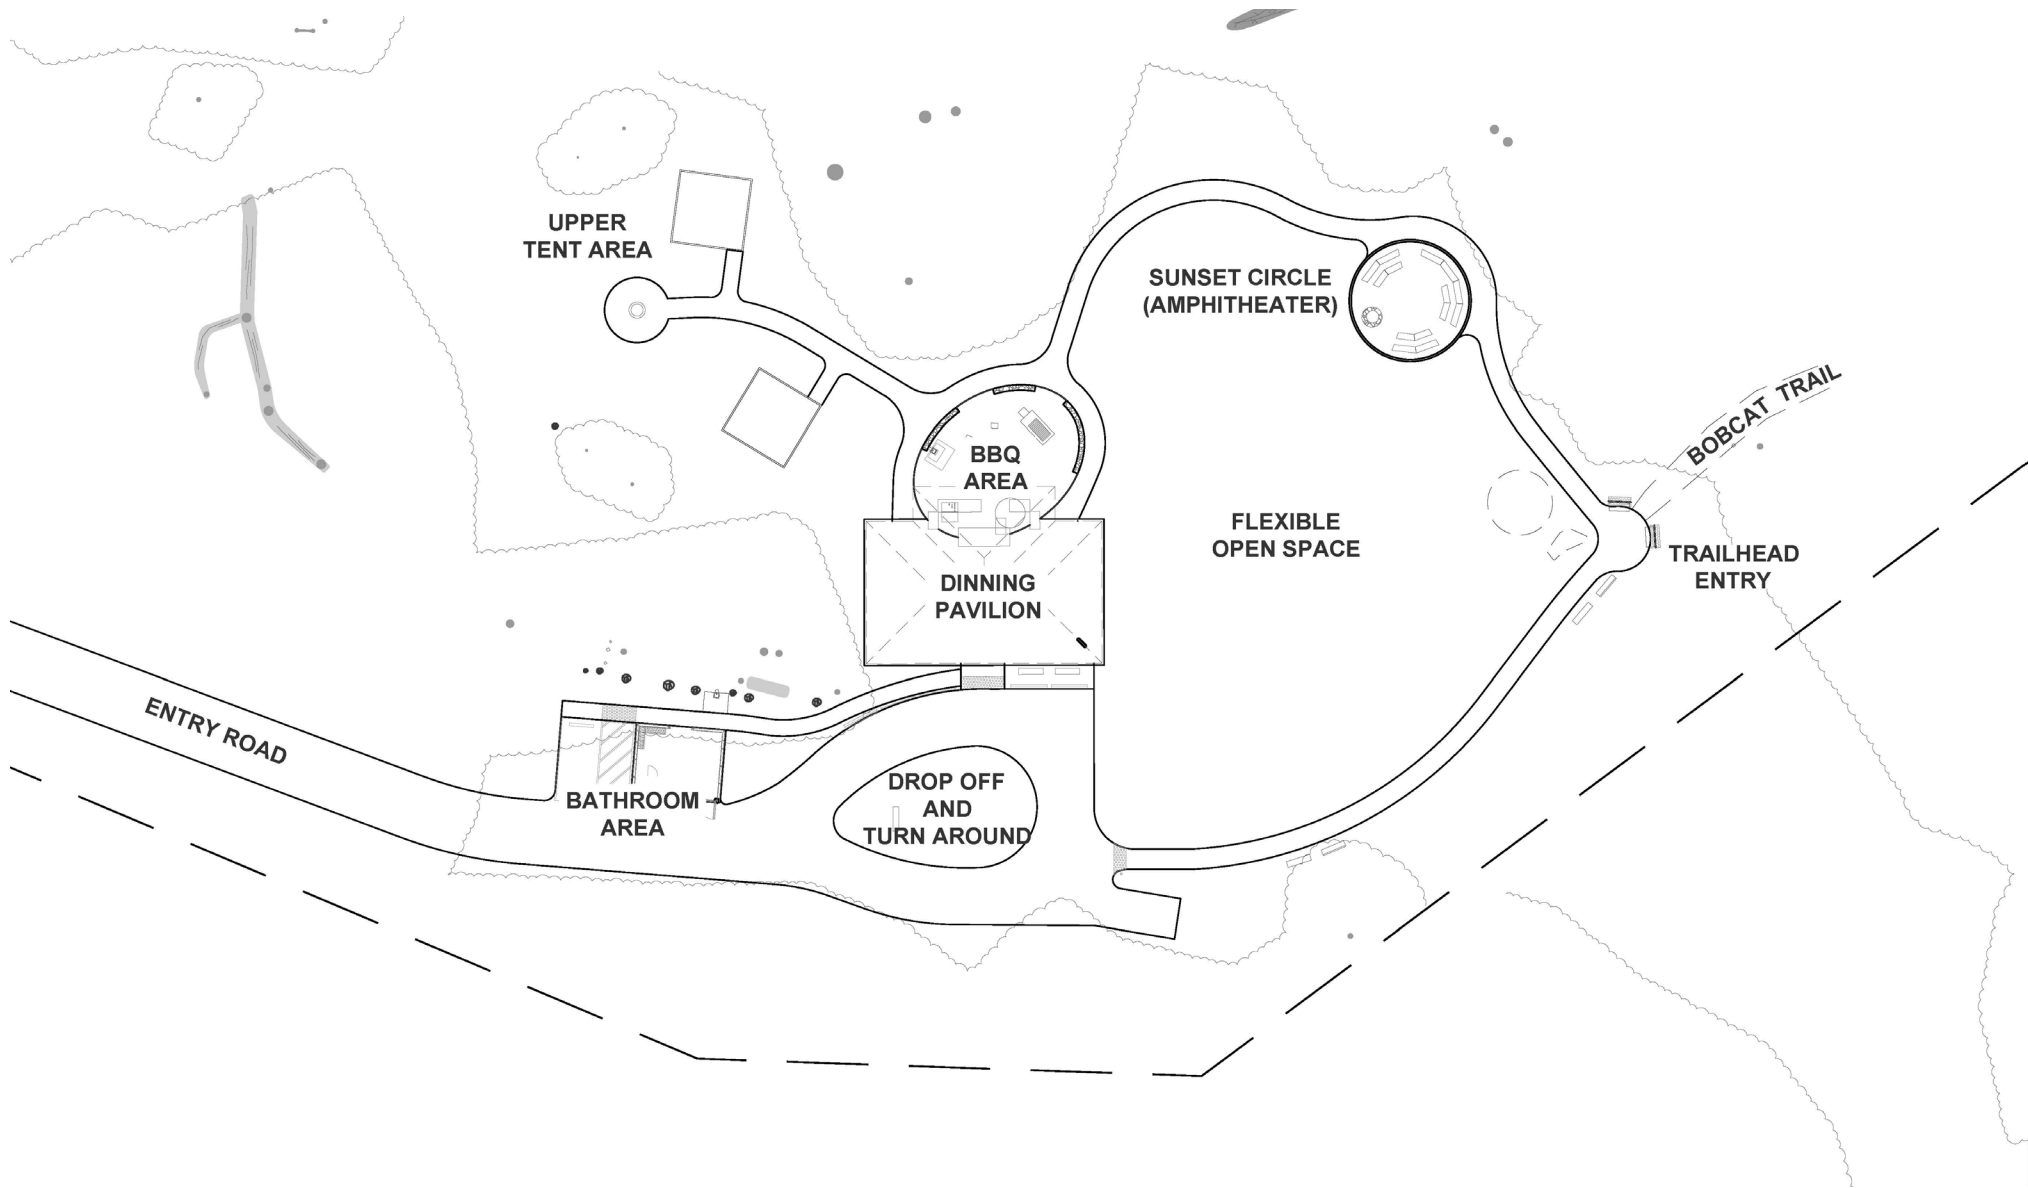 UPPER
TENT AREA
SUNSET CIRCLE
(AMPHITHEATER)
BOBCAT TRAIL
BBQ
AREA
FLEXIBLE
OPEN SPACE
TRAILHEAD
ENTRY
DINNING
PAVILION
ENTRY ROAD
BATHROOM
AREA
DROP OFF
AND
TURN AROUND